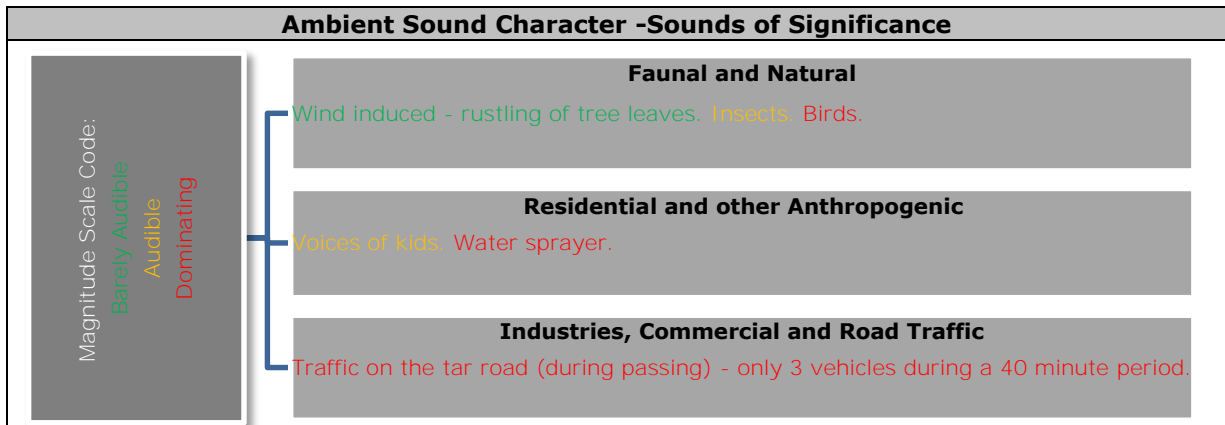 Ambient Sound Character -Sounds of Significance
Magnitude Scale Code:
Barely Audible
Audible
Dominating
Faunal and Natural
Wind induced - rustling of tree leaves. Insects. Birds.
Residential and other Anthropogenic
Voices of kids. Water sprayer.
Industries, Commercial and Road Traffic
Traffic on the tar road (during passing) - only 3 vehicles during a 40 minute period.